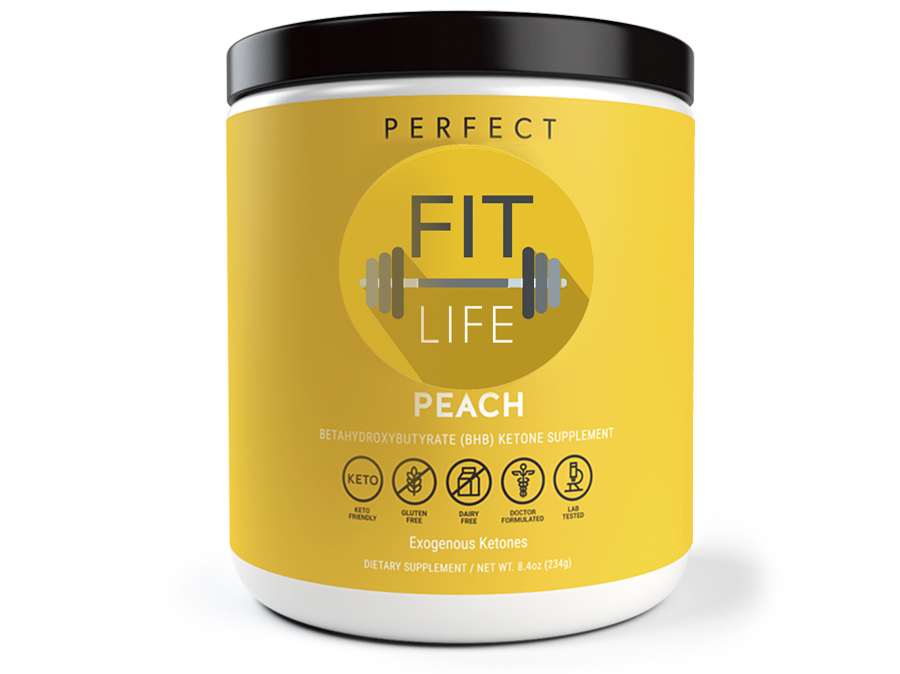 PERFECT
FIT
LIFE
PEACH
BETAHYDROXYBUTYRATE (BHB) KETONE SUPPLEMENT
KETO
KETO
FRIENDLY
GLUTEN
FREE
DAIRY
FREE
DOCTOR
FORMULATED
LAB
TESTED
Exogenous Ketones
DIETARY SUPPLEMENT / NET WT. 8.4oz (234g)